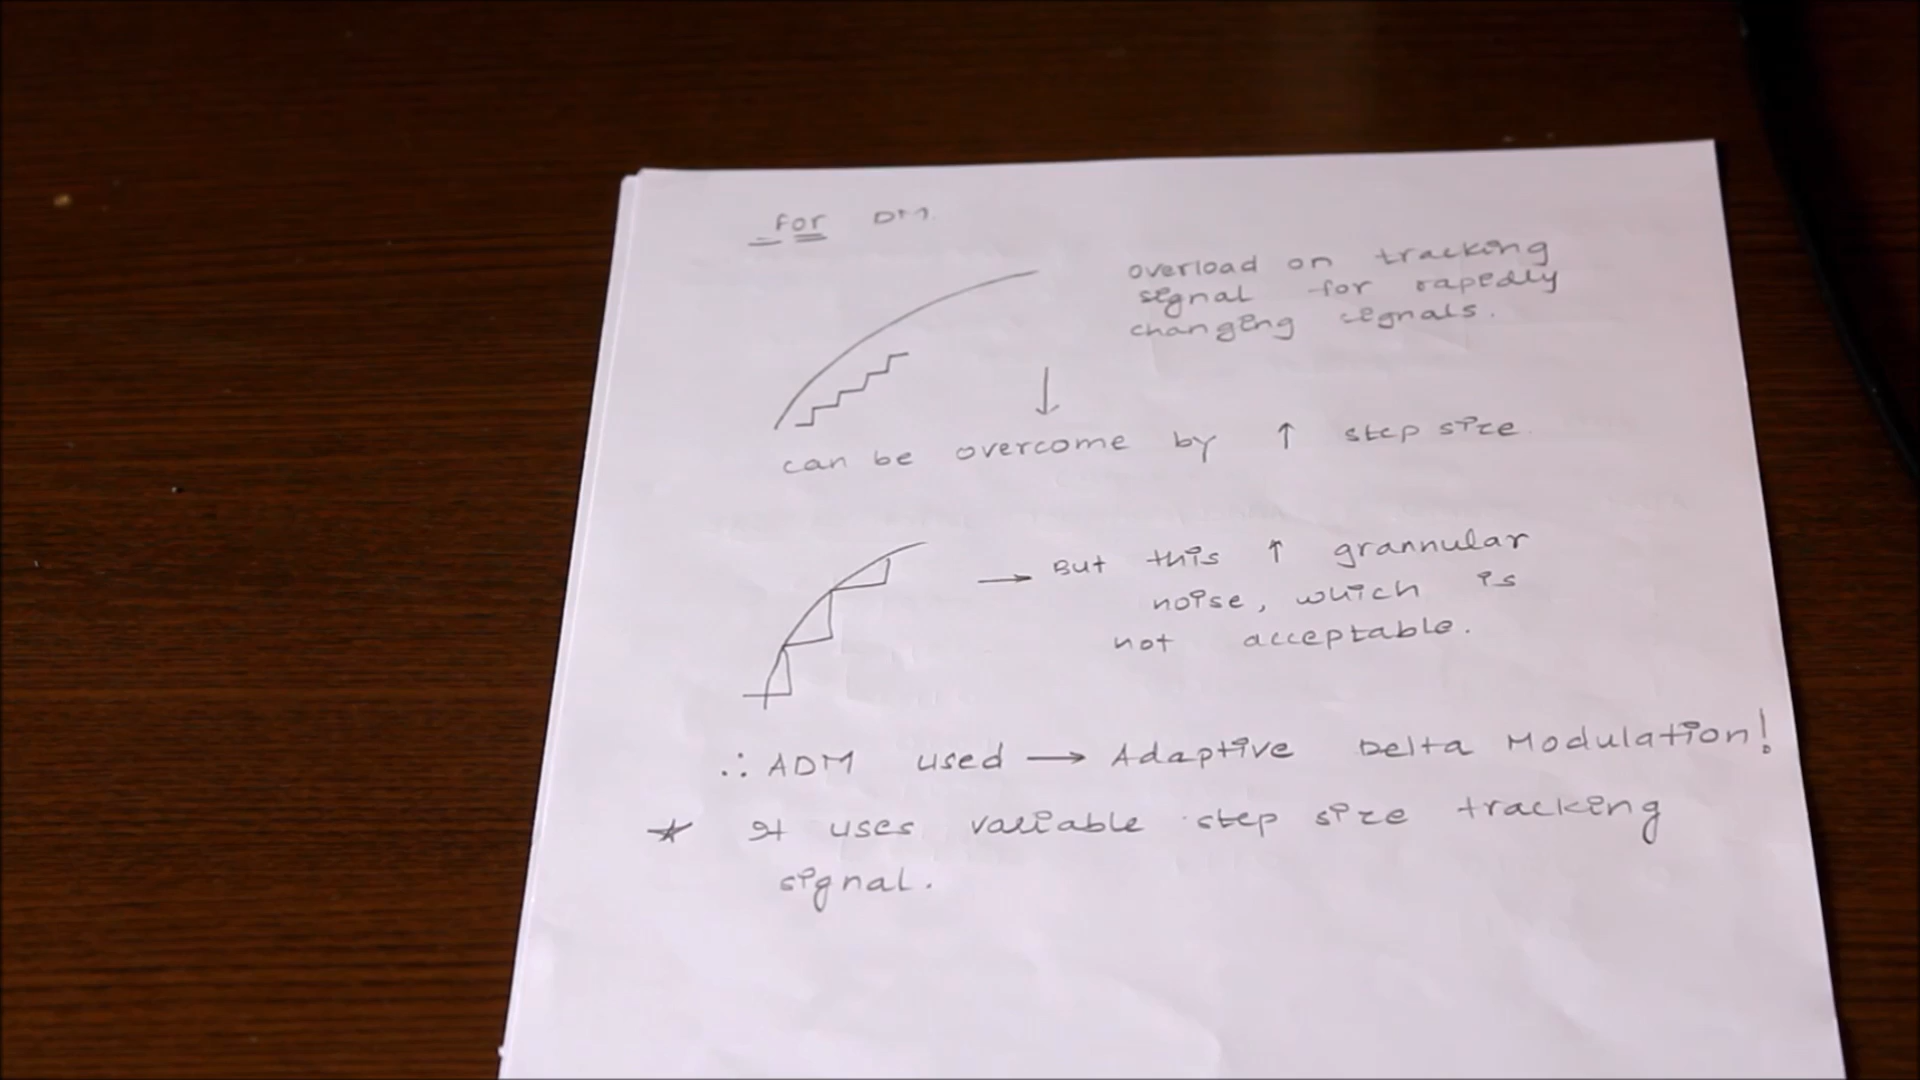 For DM.
overload on tracking
signal for rapedly
changing signals.
↓
can be overcome by ↑ step size.
→ But this ↑ grannular
noise, which is
not acceptable.
∴ ADM used → Adaptive Delta Modulation!
* It uses variable step size tracking
signal.